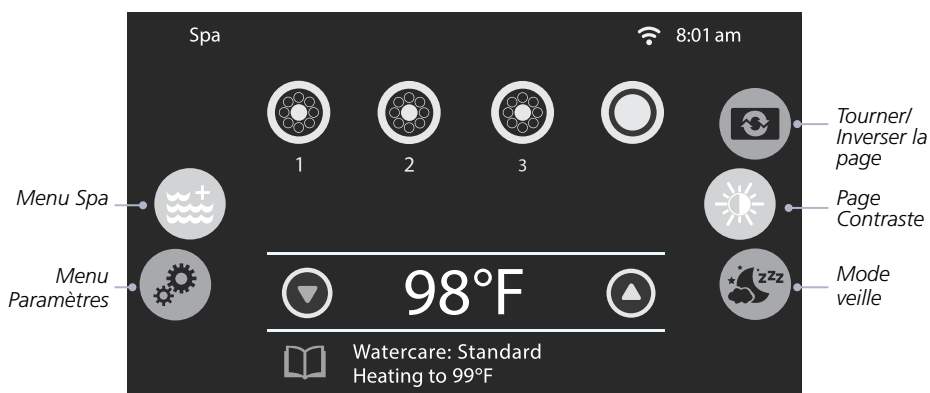 Spa
8:01 am
1
2
3
Tourner/
Inverser la
page
Menu Spa
Page
Contraste
Menu
Paramètres
98°F
zzz
Mode
veille
Watercare: Standard
Heating to 99°F